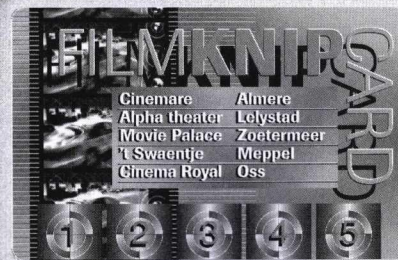 FILMKNIPS
CARD
Cinemare Almere
Alpha theater Lelystad
Movie Palace Zoetermeer
't Swaentje Meppel
Cinema Royal Oss
1 2 3 4 5